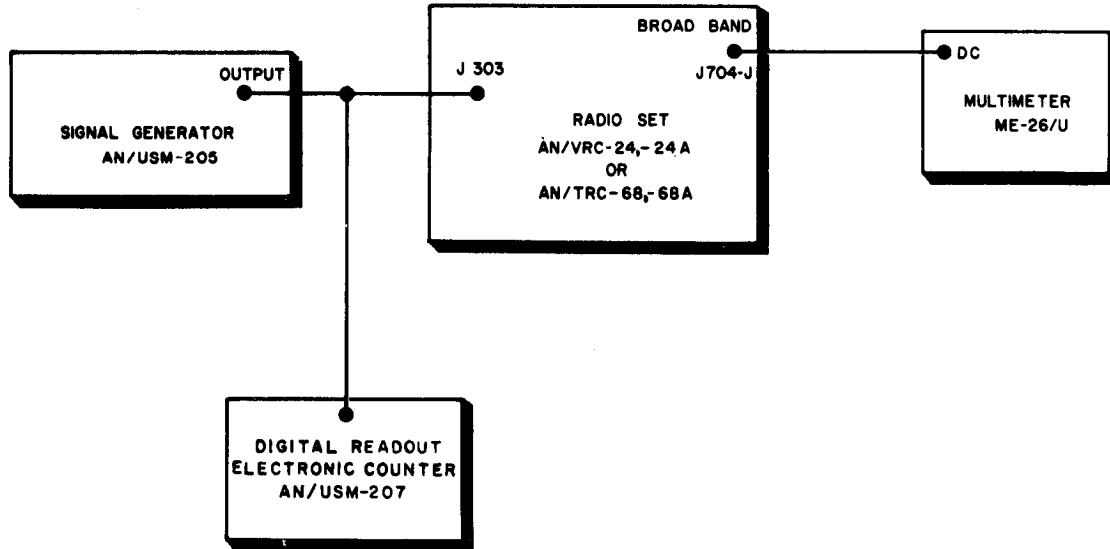 OUTPUT
SIGNAL GENERATOR
AN/USM-205
BROAD BAND
J 303
J704-J
RADIO SET
AN/VRC-24,-24A
OR
AN/TRC-68,-68A
DC
MULTIMETER
ME-26/U
DIGITAL READOUT
ELECTRONIC COUNTER
AN/USM-207